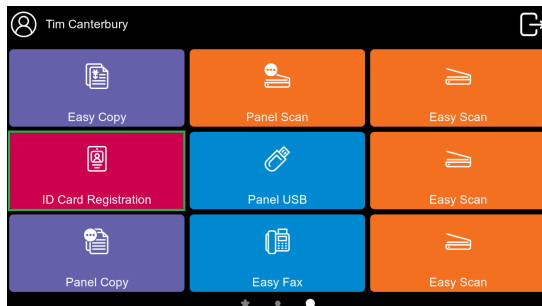 Tim Canterbury
Easy Copy
Panel Scan
Easy Scan
ID Card Registration
Panel USB
Easy Scan
Panel Copy
Easy Fax
Easy Scan